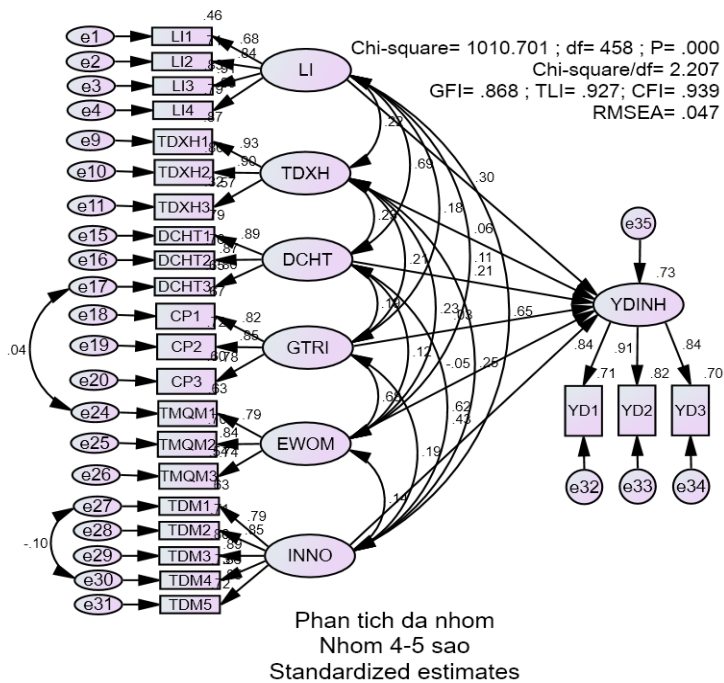 Chi-square= 1010.701 ; df= 458 ; P= .000
Chi-square/df= 2.207
GFI= .868 ; TLI= .927; CFI= .939
RMSEA= .047
.46
e1 LI1 .68
e2 LI2 .84
e3 LI3
e4 LI4
LI
.87
e9 TDXH1 .93
e10 TDXH2 .90
e11 TDXH3 .57
TDXH
.79
e15 DCHT1 .89
e16 DCHT2 .87
e17 DCHT3
DCHT
e18 CP1 .82
e19 CP2 .85
e20 CP3 .78
GTRI
.63
e24 TMQM1 .79
e25 TMQM2 .84
e26 TMQM3 .74
EWOM
.63
e27 TDM1 .79
e28 TDM2 .85
e29 TDM3 .89
e30 TDM4
e31 TDM5
INNO
.72
.04
-.10
.22
.69
.18
.30
.06
.11
.21
.21
.23
.65
.12
-.05
.25
.62
.43
.19
.14
e35
.73
YDINH
.84 .91 .84
.71 .82 .70
YD1 YD2 YD3
e32 e33 e34
Phan tich da nhom
Nhom 4-5 sao
Standardized estimates